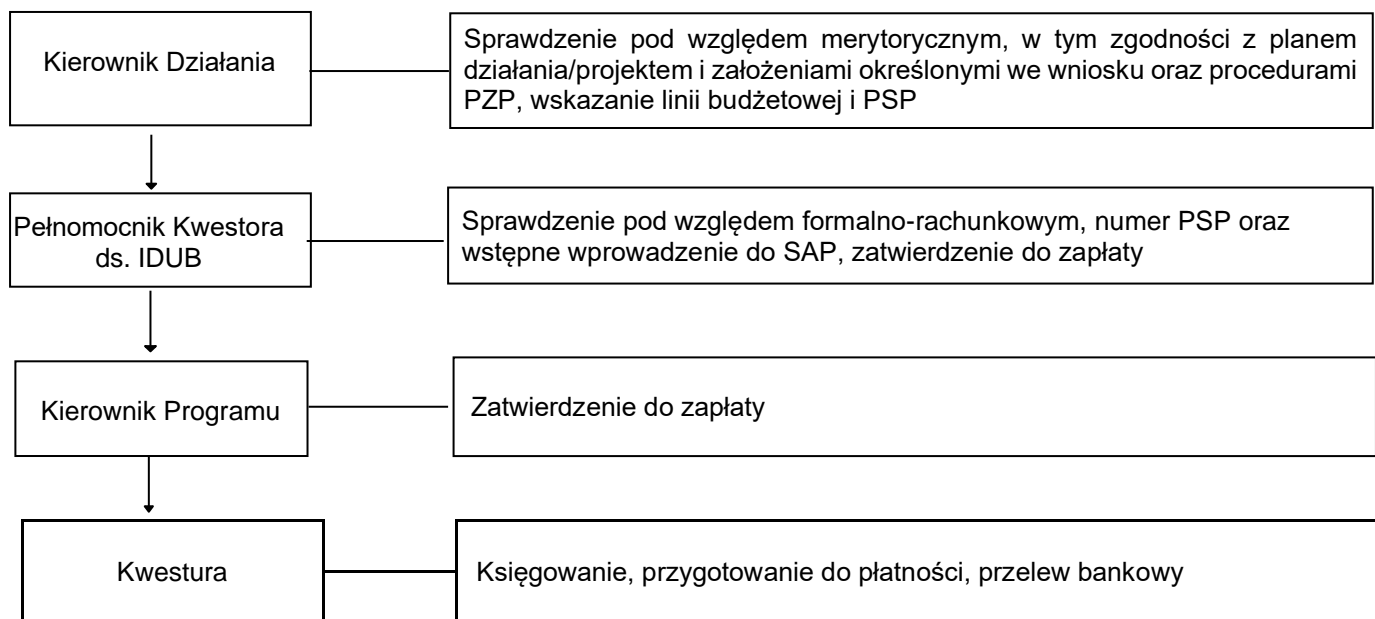 Kierownik Działania
Sprawdzenie pod względem merytorycznym, w tym zgodności z planem
działania/projektem i założeniami określonymi we wniosku oraz procedurami
PZP, wskazanie linii budżetowej i PSP
Pełnomocnik Kwestora
ds. IDUB
Sprawdzenie pod względem formalno-rachunkowym, numer PSP oraz
wstępne wprowadzenie do SAP, zatwierdzenie do zapłaty
Kierownik Programu
Zatwierdzenie do zapłaty
Kwestura
Księgowanie, przygotowanie do płatności, przelew bankowy